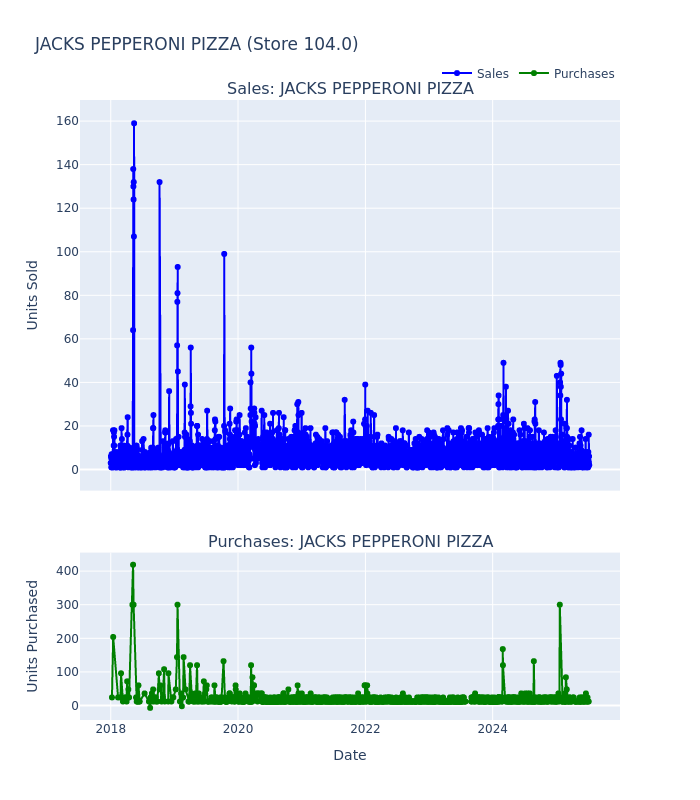 JACKS PEPPERONI PIZZA (Store 104.0)
Sales
Purchases
Sales: JACKS PEPPERONI PIZZA
160
140
120
100
80
60
40
20
0
Units Sold
Purchases: JACKS PEPPERONI PIZZA
400
300
200
100
0
Units Purchased
2018
2020
2022
2024
Date